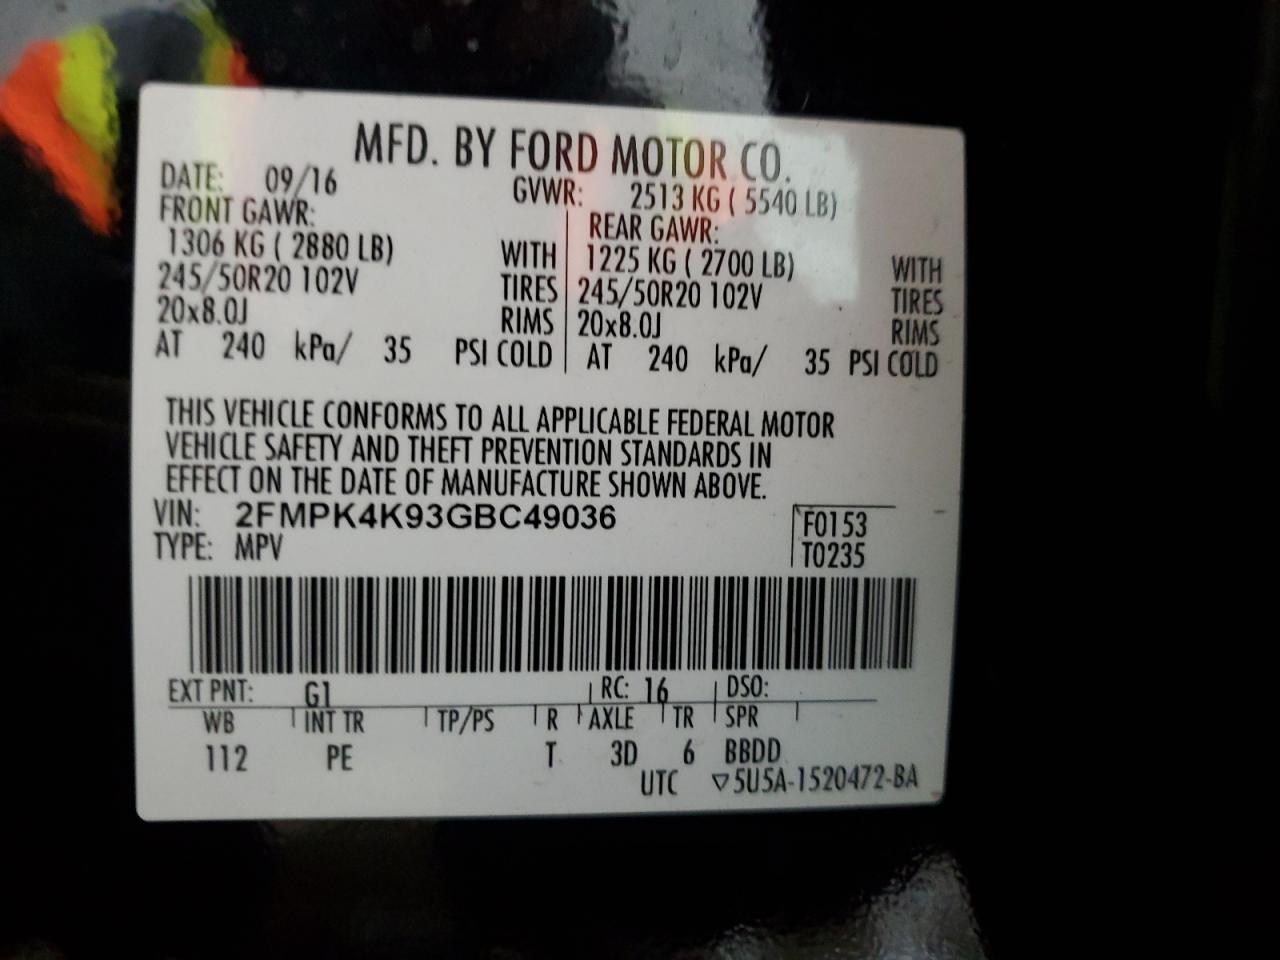 MFD. BY FORD MOTOR CO.
DATE: 09/16 GVWR: 2513 KG ( 5540 LB)
FRONT GAWR: REAR GAWR:
1306 KG ( 2880 LB) WITH 1225 KG ( 2700 LB) WITH
245/50R20 102V TIRES 245/50R20 102V TIRES
20x8.0J RIMS 20x8.0J RIMS
AT 240 kPa/ 35 PSI COLD AT 240 kPa/ 35 PSI COLD
THIS VEHICLE CONFORMS TO ALL APPLICABLE FEDERAL MOTOR
VEHICLE SAFETY AND THEFT PREVENTION STANDARDS IN
EFFECT ON THE DATE OF MANUFACTURE SHOWN ABOVE.
VIN: 2FMPK4K93GBC49036 F0153
TYPE: MPV T0235
EXT PNT: G1 RC: 16 DSO:
WB INT TR TP/PS R AXLE TR SPR
112 PE T 3D 6 BBDD
UTC ▽5U5A-1520472-BA